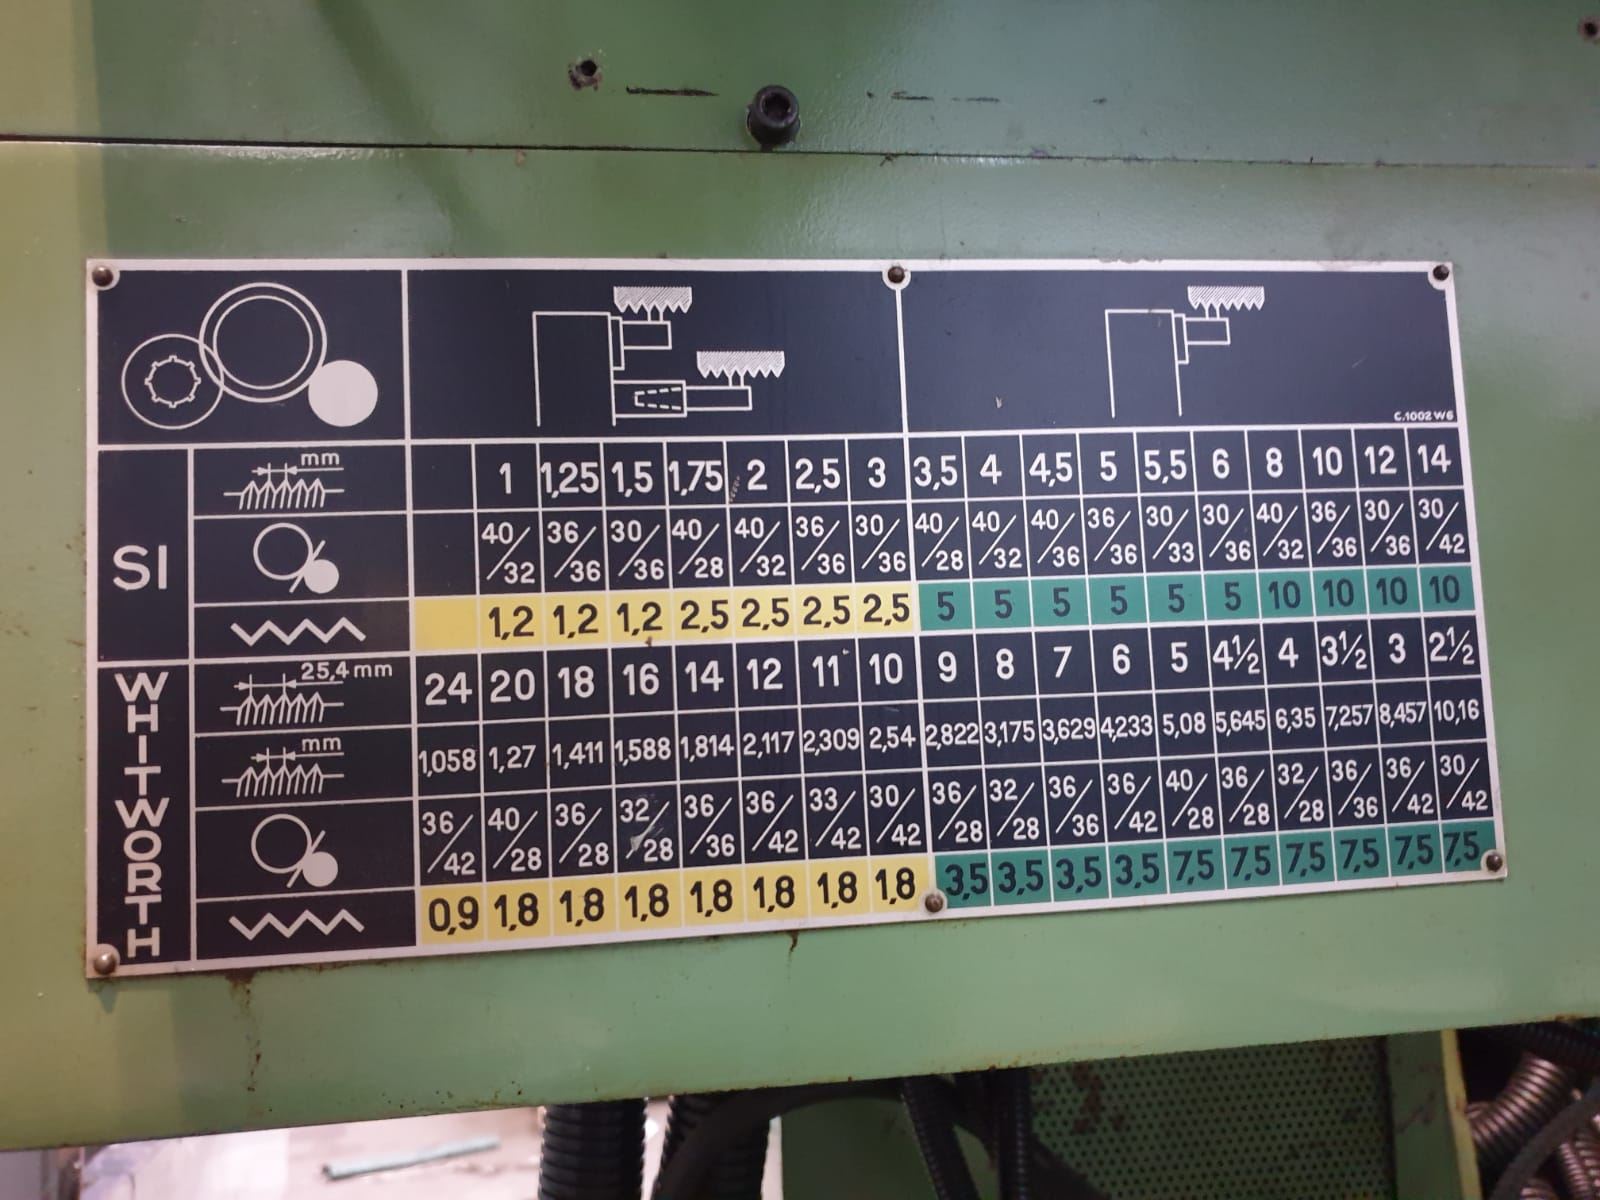 C.1002 W6
SI
mm
1 1,25 1,5 1,75 2 2,5 3 3,5 4 4,5 5 5,5 6 8 10 12 14
40/32 36/36 30/36 40/28 40/32 36/36 30/36 40/28 40/32 40/36 36/36 30/33 30/36 40/32 36/36 30/36 30/42
1,2 1,2 1,2 2,5 2,5 2,5 2,5 5 5 5 5 5 5 10 10 10 10
WHITWORTH
25,4 mm
24 20 18 16 14 12 11 10 9 8 7 6 5 4½ 4 3½ 3 2½
mm
1,058 1,27 1,411 1,588 1,814 2,117 2,309 2,54 2,822 3,175 3,629 4,233 5,08 5,645 6,35 7,257 8,457 10,16
36/42 40/28 36/28 32/28 36/36 36/42 33/42 30/42 36/28 32/28 36/36 36/42 40/28 36/28 32/28 36/36 36/42 30/42
0,9 1,8 1,8 1,8 1,8 1,8 1,8 1,8 3,5 3,5 3,5 3,5 7,5 7,5 7,5 7,5 7,5 7,5